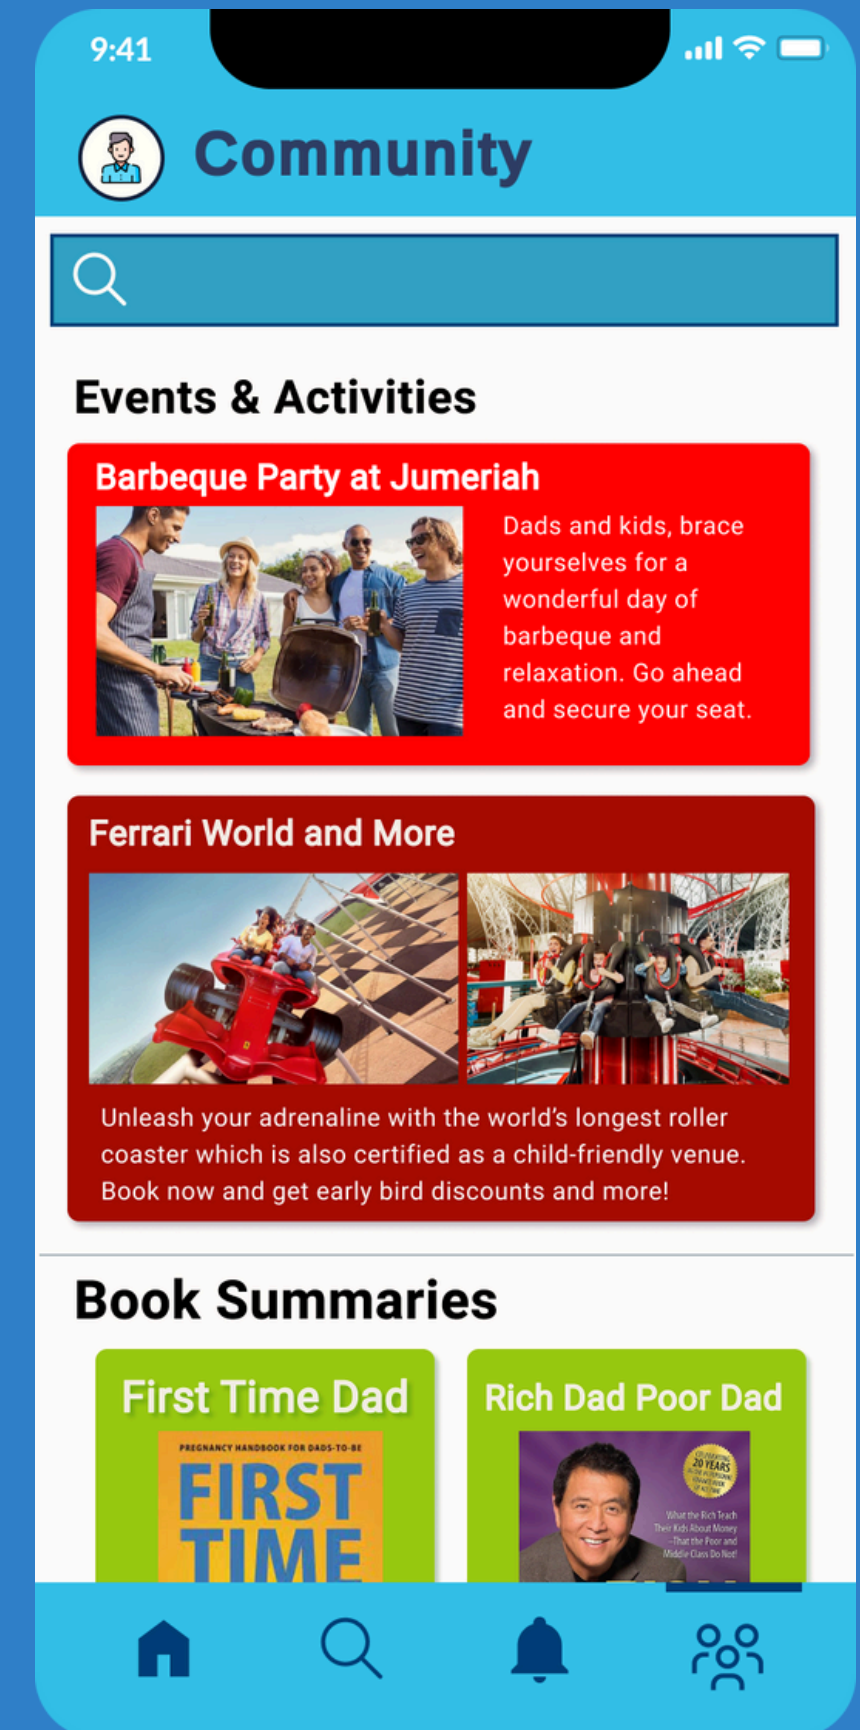 9:41
Community
Events & Activities
Barbeque Party at Jumeriah
Dads and kids, brace
yourselves for a
wonderful day of
barbeque and
relaxation. Go ahead
and secure your seat.
Ferrari World and More
Unleash your adrenaline with the world's longest roller
coaster which is also certified as a child-friendly venue.
Book now and get early bird discounts and more!
Book Summaries
First Time Dad
PREGNANCY HANDBOOK FOR DADS-TO-BE
FIRST
TIME
Rich Dad Poor Dad
20 YEARS
What the Rich Teach
Their Kids About Money
–That the Poor and
Middle Class Do Not!